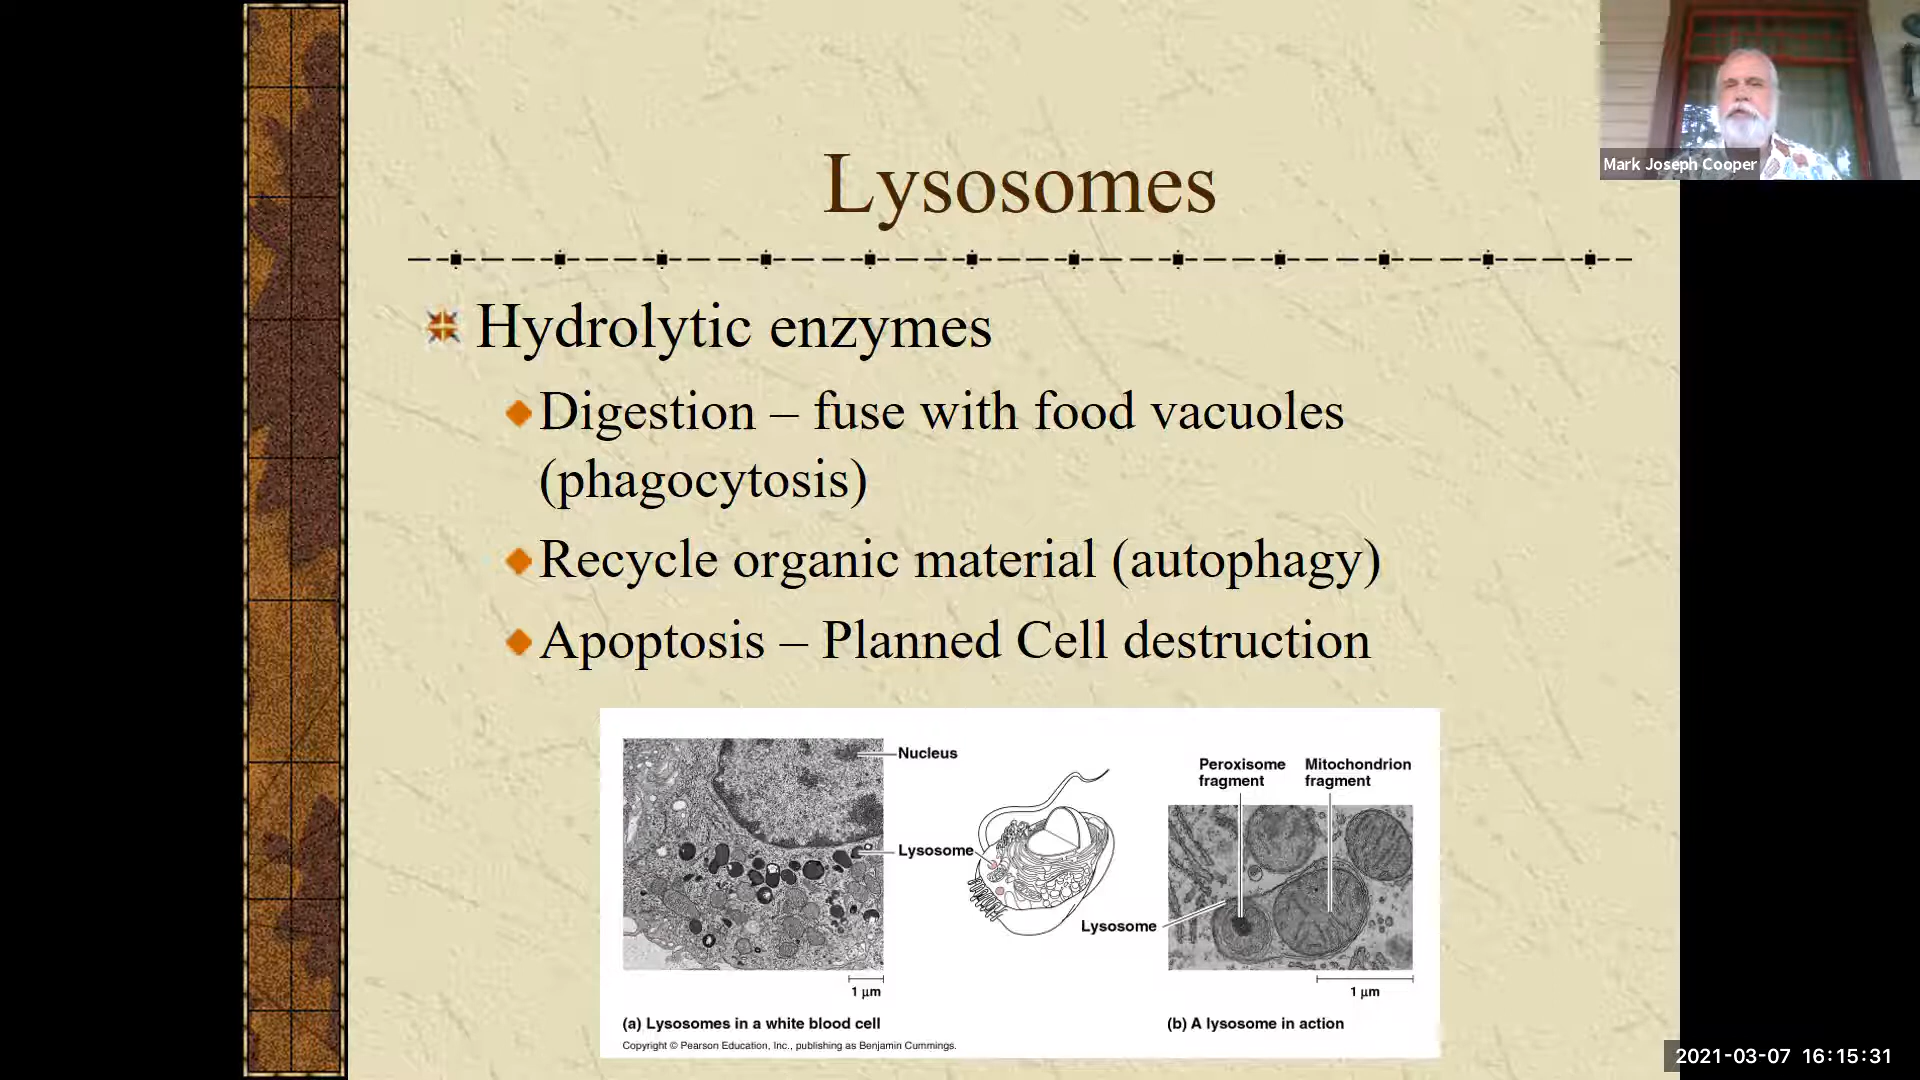 Mark Joseph Cooper
Lysosomes
Hydrolytic enzymes
Digestion – fuse with food vacuoles
(phagocytosis)
Recycle organic material (autophagy)
Apoptosis – Planned Cell destruction
Nucleus
Lysosome
1 µm
(a) Lysosomes in a white blood cell
Peroxisome
fragment
Mitochondrion
fragment
Lysosome
1 µm
(b) A lysosome in action
Copyright © Pearson Education, Inc., publishing as Benjamin Cummings.
2021-03-07 16:15:31